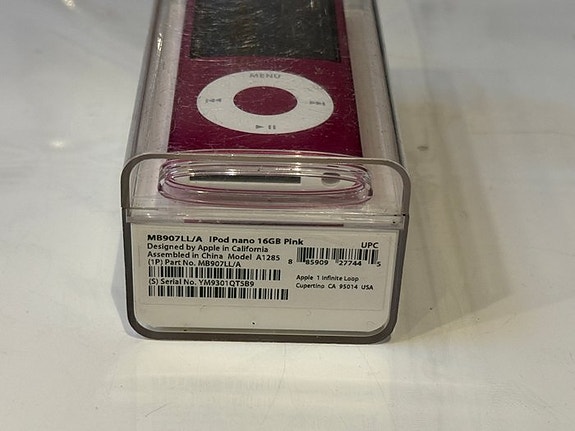 MENU
MB907LL/A iPod nano 16GB Pink
Designed by Apple in California
Assembled in China Model A1285
(1P) Part No. MB907LL/A
(S) Serial No. YM9301QT5B9
UPC
8 85909 27744 5
Apple 1 Infinite Loop
Cupertino CA 95014 USA